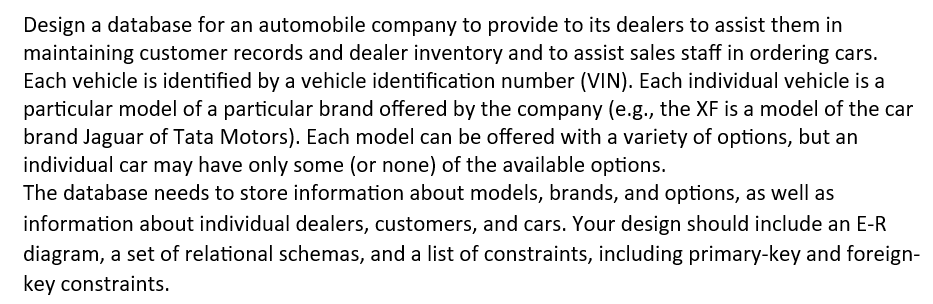 Design a database for an automobile company to provide to its dealers to assist them in
maintaining customer records and dealer inventory and to assist sales staff in ordering cars.
Each vehicle is identified by a vehicle identification number (VIN). Each individual vehicle is a
particular model of a particular brand offered by the company (e.g., the XF is a model of the car
brand Jaguar of Tata Motors). Each model can be offered with a variety of options, but an
individual car may have only some (or none) of the available options.
The database needs to store information about models, brands, and options, as well as
information about individual dealers, customers, and cars. Your design should include an E-R
diagram, a set of relational schemas, and a list of constraints, including primary-key and foreign-
key constraints.